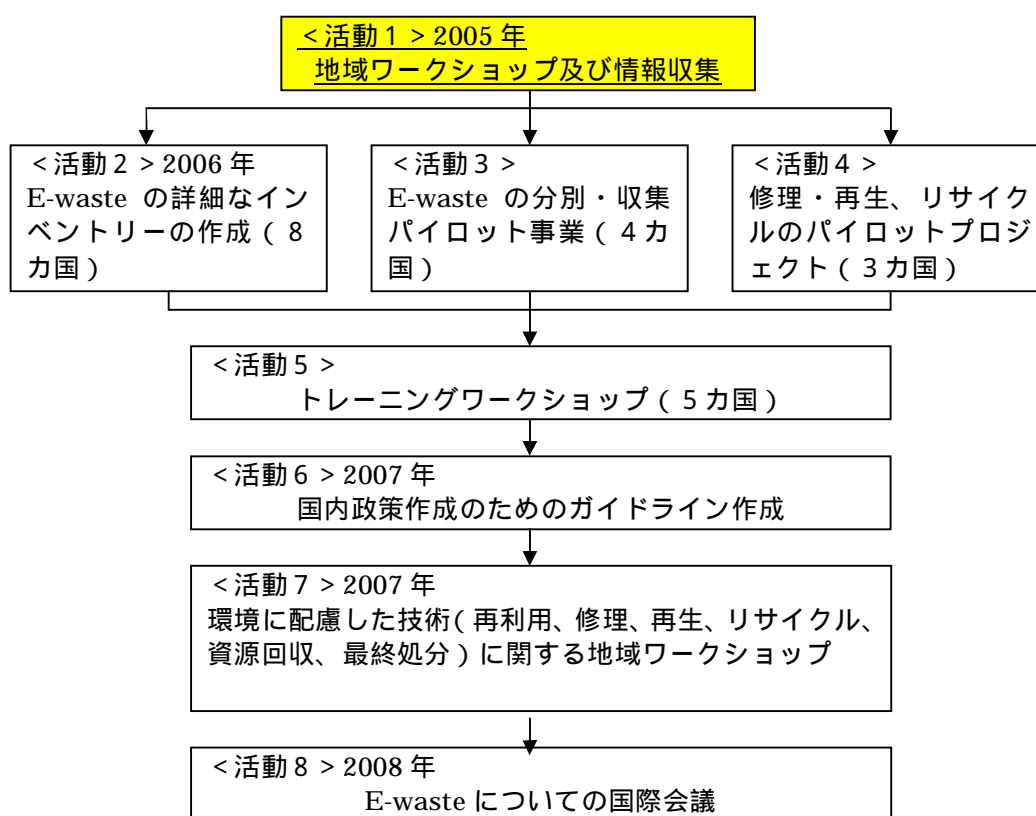 <活動１> 2005 年
地域ワークショップ及び情報収集
<活動２> 2006 年
E-waste の詳細なイン
ベントリーの作成（８
カ国）
<活動３>
E-waste の分別・収集
パイロット事業（４カ
国）
<活動４>
修理・再生、リサイク
ルのパイロットプロジ
ェクト（３カ国）
<活動５>
トレーニングワークショップ（５カ国）
<活動６> 2007 年
国内政策作成のためのガイドライン作成
<活動７> 2007 年
環境に配慮した技術（再利用、修理、再生、リサイクル、
資源回収、最終処分）に関する地域ワークショップ
<活動８> 2008 年
E-waste についての国際会議